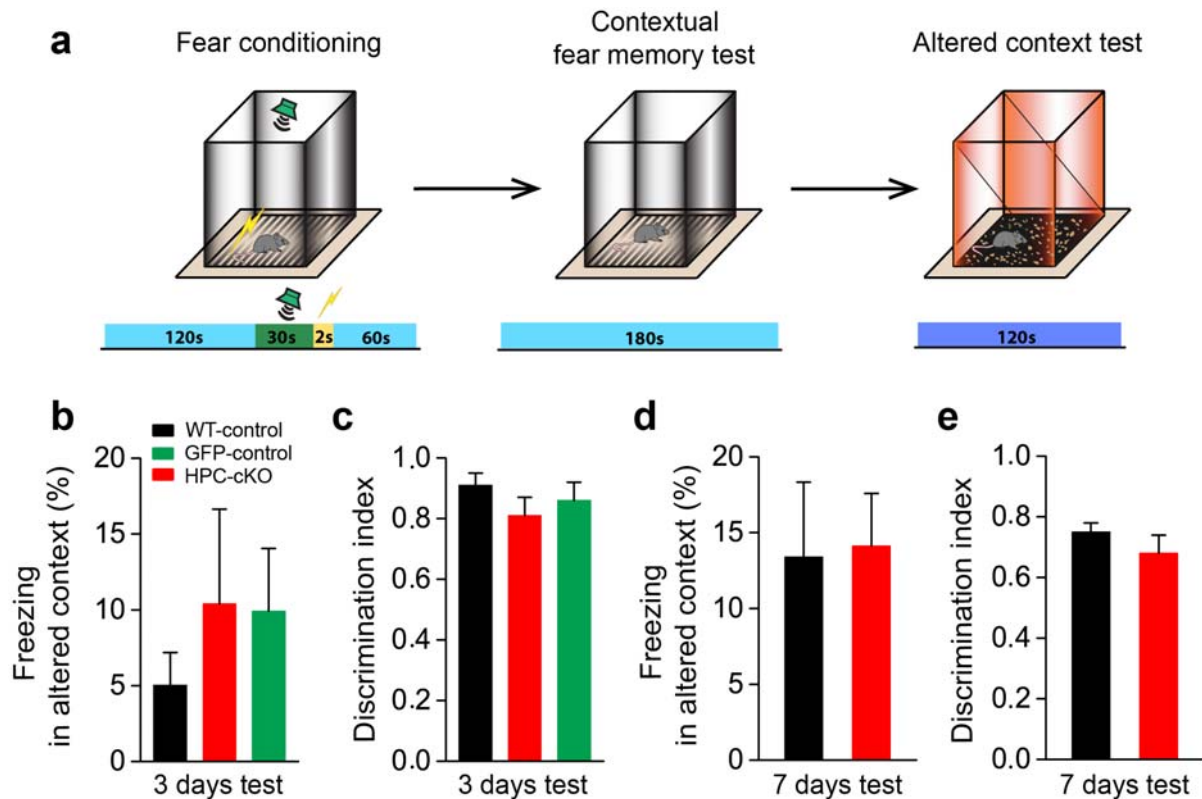 a
Fear conditioning
Contextual
fear memory test
Altered context test
120s 30s 2s 60s
180s
120s
b
WT-control
GFP-control
HPC-cKO
Freezing
in altered context (%)
20
15
10
5
0
3 days test
c
Discrimination index
1.0
0.8
0.6
0.4
0.2
0.0
3 days test
d
Freezing
in altered context (%)
20
15
10
5
0
7 days test
e
Discrimination index
1.0
0.8
0.6
0.4
0.2
0.0
7 days test